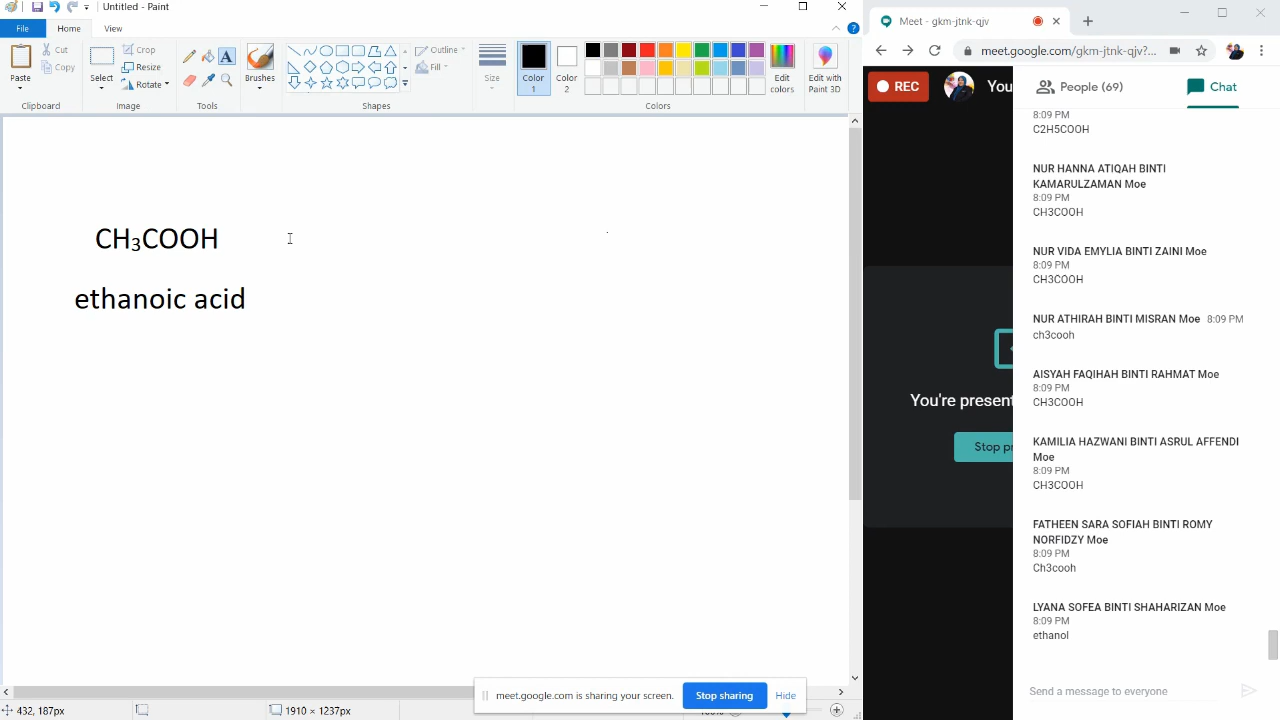 Untitled - Paint
File
Home
View
Paste
Cut
Copy
Clipboard
Select
Crop
Resize
Rotate
Image
A
Tools
Brushes
Outline
Fill
Shapes
Size
Color 1
Color 2
Edit colors
Colors
Edit with Paint 3D
CH₃COOH
ethanoic acid
meet.google.com is sharing your screen.
Stop sharing
Hide
432, 187px
1910 × 1237px
Meet - gkm-jtnk-qjv
meet.google.com/gkm-jtnk-qjv?...
REC
You
People (69)
Chat
You're present
Stop pr
8:09 PM
C2H5COOH
NUR HANNA ATIQAH BINTI
KAMARULZAMAN Moe
8:09 PM
CH3COOH
NUR VIDA EMYLIA BINTI ZAINI Moe
8:09 PM
CH3COOH
NUR ATHIRAH BINTI MISRAN Moe 8:09 PM
ch3cooh
AISYAH FAQIHAH BINTI RAHMAT Moe
8:09 PM
CH3COOH
KAMILIA HAZWANI BINTI ASRUL AFFENDI
Moe
8:09 PM
CH3COOH
FATHEEN SARA SOFIAH BINTI ROMY
NORFIDZY Moe
8:09 PM
Ch3cooh
LYANA SOFEA BINTI SHAHARIZAN Moe
8:09 PM
ethanol
Send a message to everyone